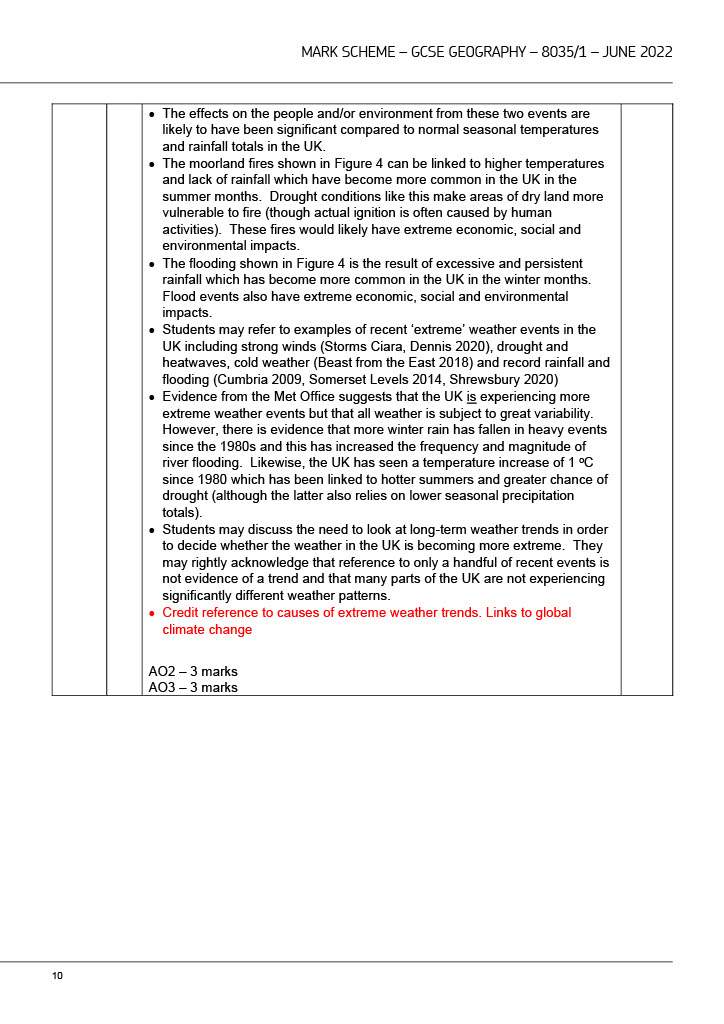 MARK SCHEME – GCSE GEOGRAPHY – 8035/1 – JUNE 2022
• The effects on the people and/or environment from these two events are
likely to have been significant compared to normal seasonal temperatures
and rainfall totals in the UK.
• The moorland fires shown in Figure 4 can be linked to higher temperatures
and lack of rainfall which have become more common in the UK in the
summer months.  Drought conditions like this make areas of dry land more
vulnerable to fire (though actual ignition is often caused by human
activities).  These fires would likely have extreme economic, social and
environmental impacts.
• The flooding shown in Figure 4 is the result of excessive and persistent
rainfall which has become more common in the UK in the winter months.
Flood events also have extreme economic, social and environmental
impacts.
• Students may refer to examples of recent ‘extreme’ weather events in the
UK including strong winds (Storms Ciara, Dennis 2020), drought and
heatwaves, cold weather (Beast from the East 2018) and record rainfall and
flooding (Cumbria 2009, Somerset Levels 2014, Shrewsbury 2020)
• Evidence from the Met Office suggests that the UK is experiencing more
extreme weather events but that all weather is subject to great variability.
However, there is evidence that more winter rain has fallen in heavy events
since the 1980s and this has increased the frequency and magnitude of
river flooding.  Likewise, the UK has seen a temperature increase of 1 ºC
since 1980 which has been linked to hotter summers and greater chance of
drought (although the latter also relies on lower seasonal precipitation
totals).
• Students may discuss the need to look at long-term weather trends in order
to decide whether the weather in the UK is becoming more extreme.  They
may rightly acknowledge that reference to only a handful of recent events is
not evidence of a trend and that many parts of the UK are not experiencing
significantly different weather patterns.
• Credit reference to causes of extreme weather trends. Links to global
climate change
AO2 – 3 marks
AO3 – 3 marks
10